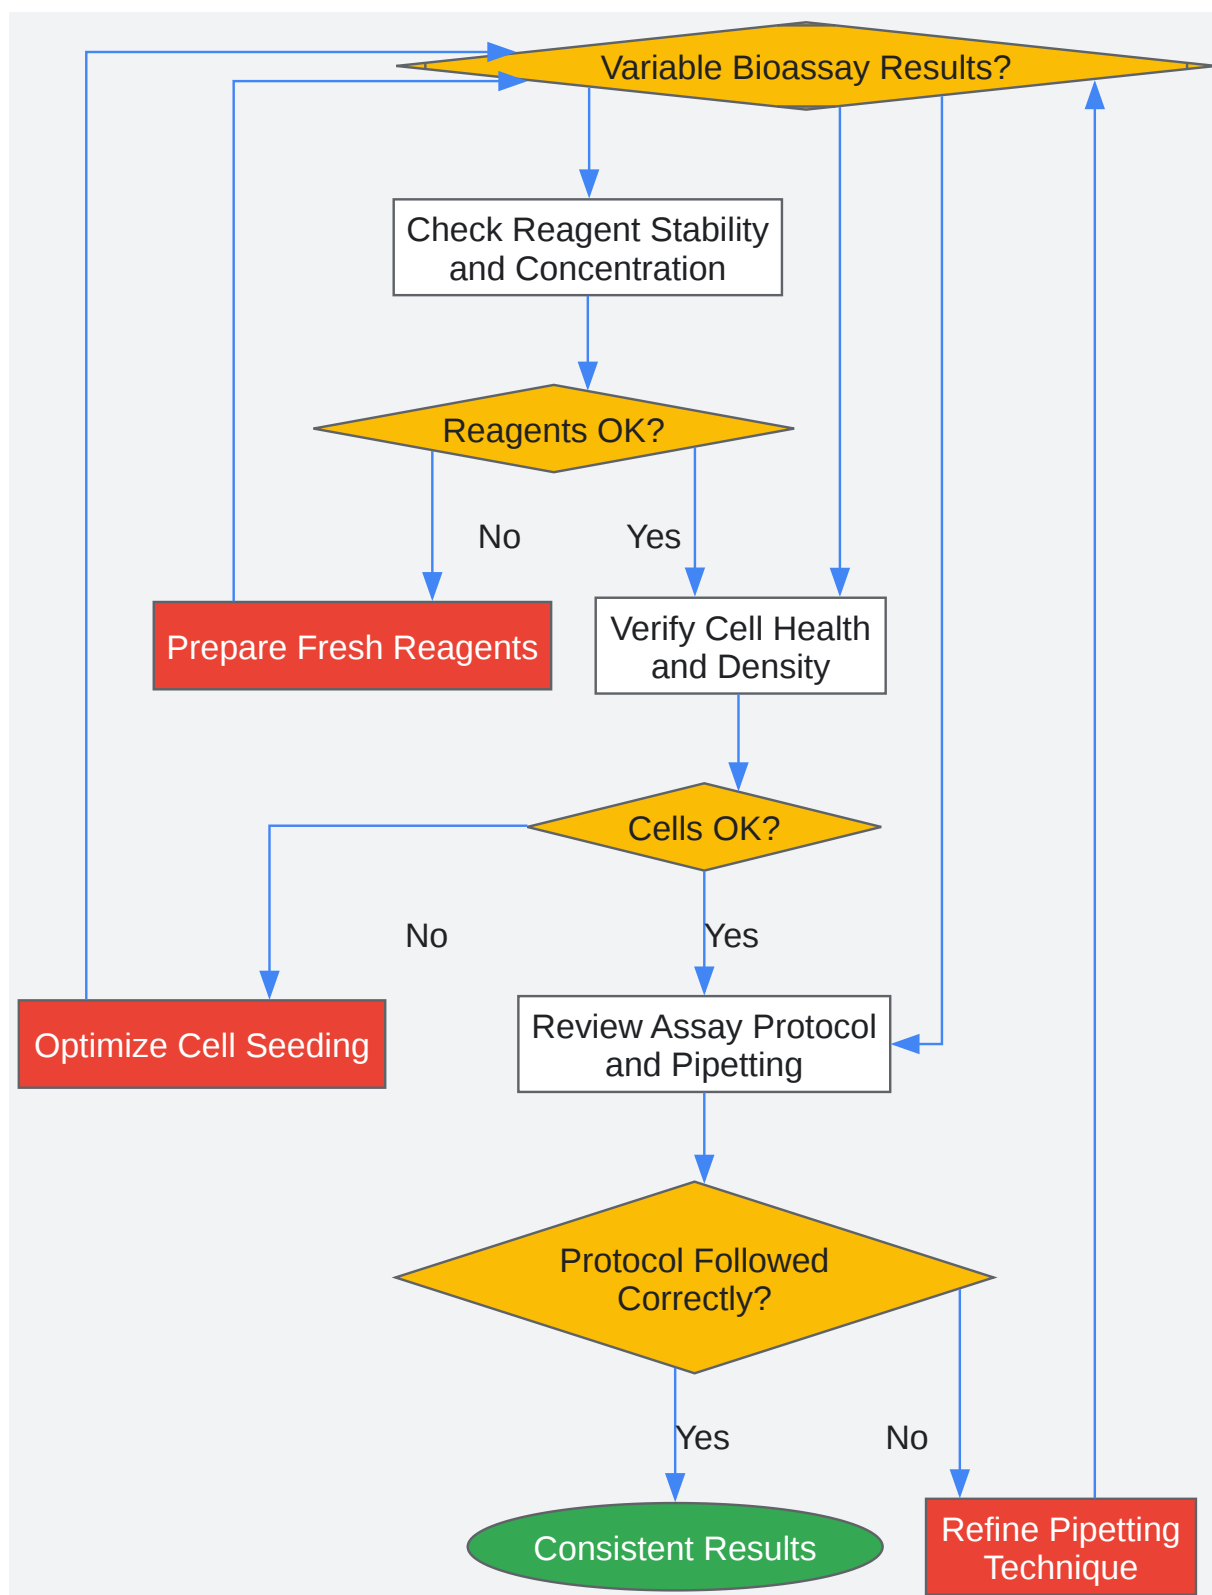 Variable Bioassay Results?
Check Reagent Stability
and Concentration
Reagents OK?
No
Yes
Prepare Fresh Reagents
Verify Cell Health
and Density
Cells OK?
No
Yes
Optimize Cell Seeding
Review Assay Protocol
and Pipetting
Protocol Followed
Correctly?
Yes
No
Consistent Results
Refine Pipetting
Technique